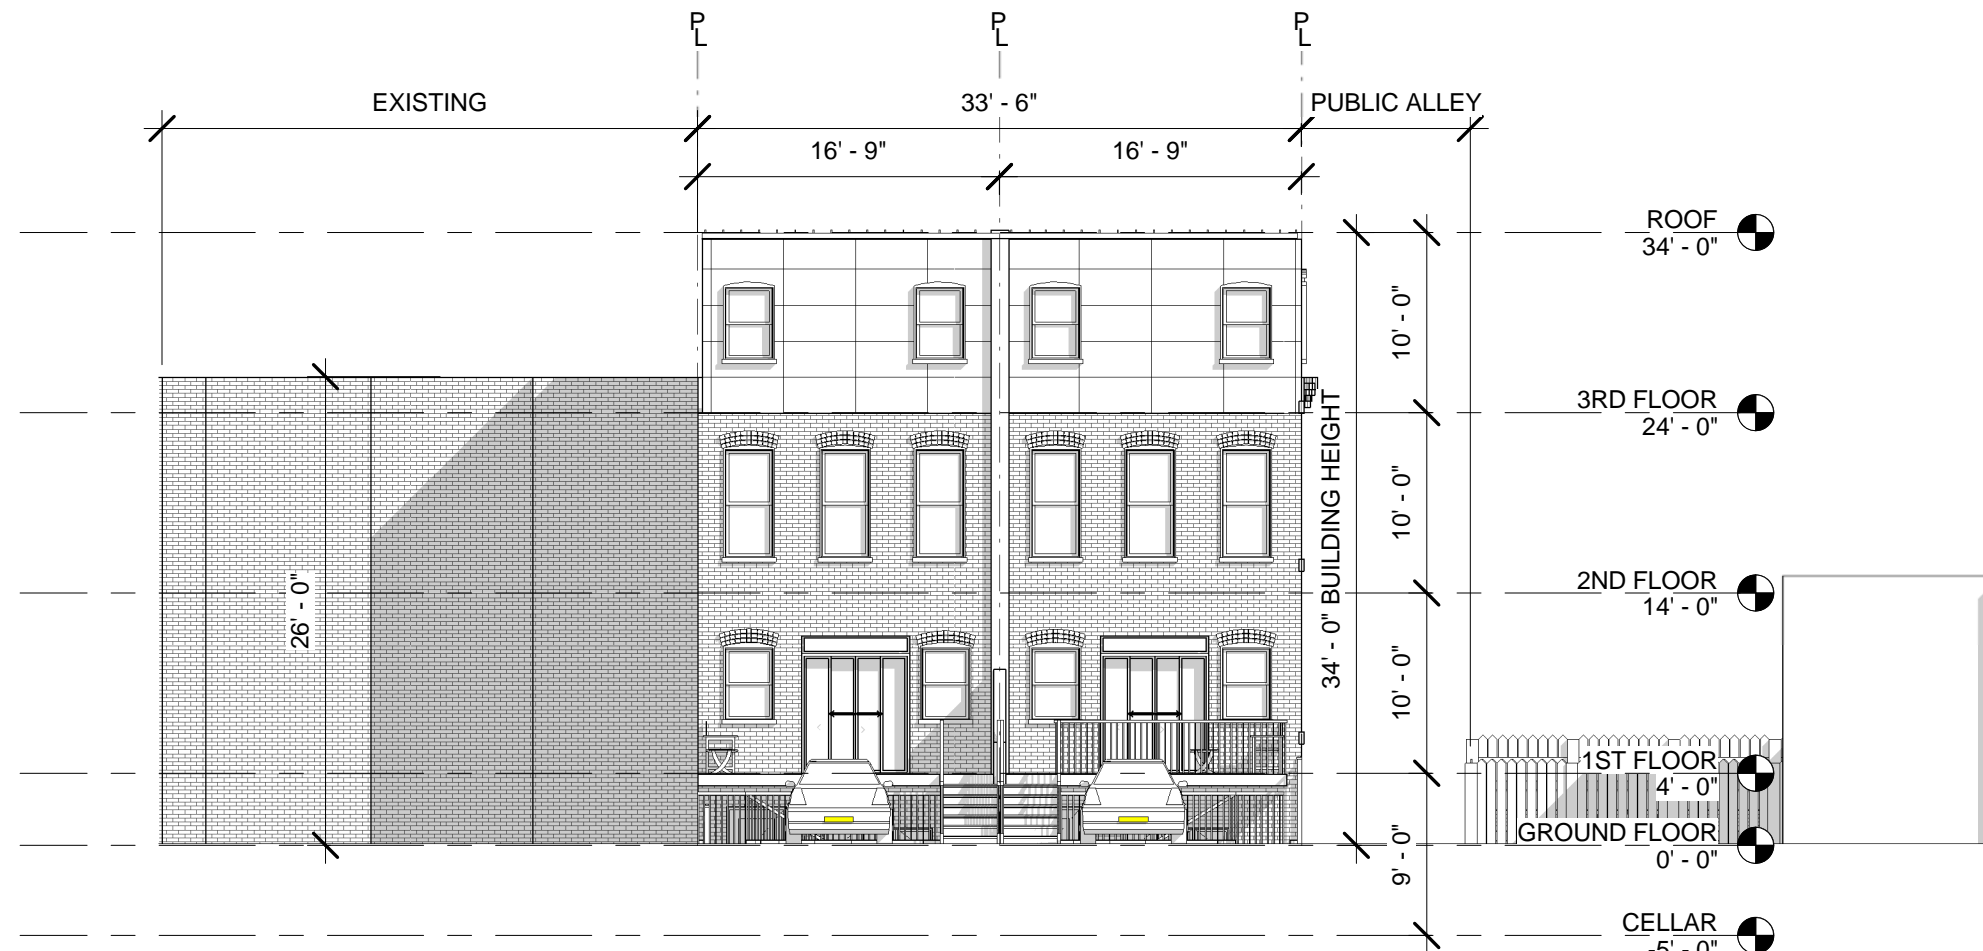 P
L
P
L
P
L
EXISTING
33' - 6"
PUBLIC ALLEY
16' - 9"
16' - 9"
ROOF
34' - 0"
10' - 0"
3RD FLOOR
24' - 0"
34' - 0" BUILDING HEIGHT
10' - 0"
26' - 0"
2ND FLOOR
14' - 0"
10' - 0"
1ST FLOOR
4' - 0"
GROUND FLOOR
0' - 0"
9' - 0"
CELLAR
-5' - 0"